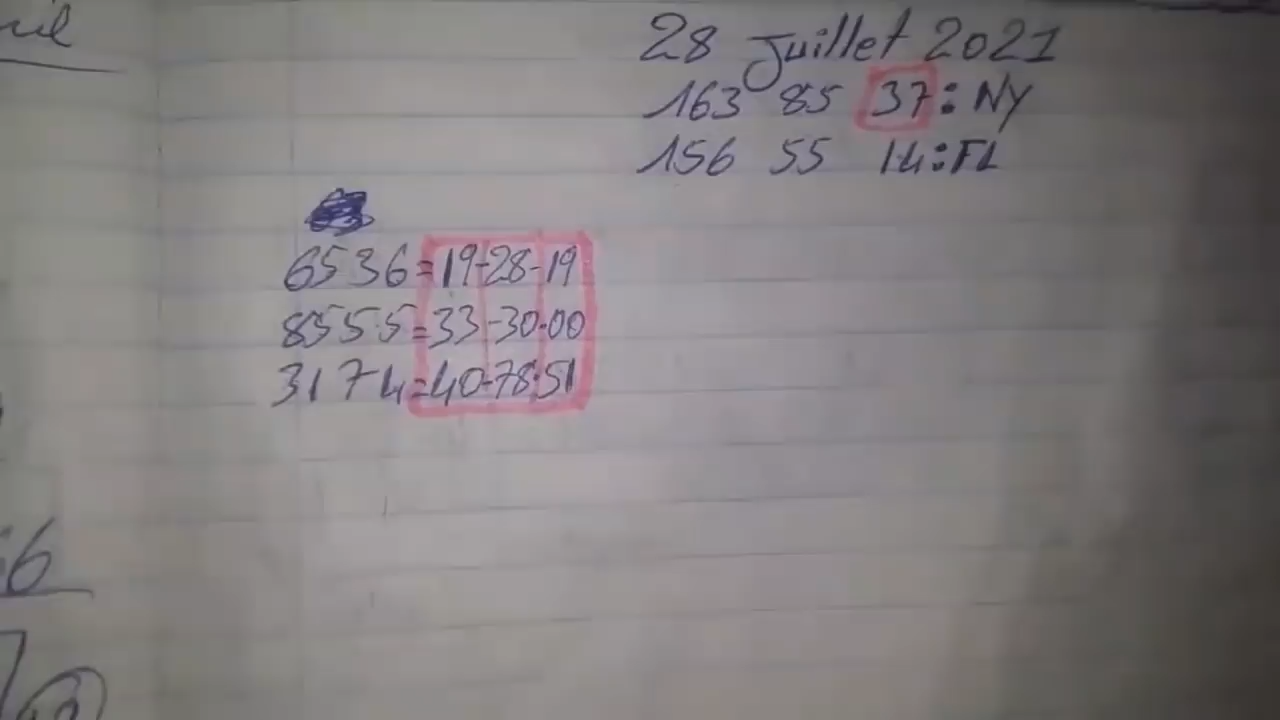 28 Juillet 2021
163 85 37: NY
156 55 14: FL
6536=19-28-19
8555=33-30-00
3174=40-78-51